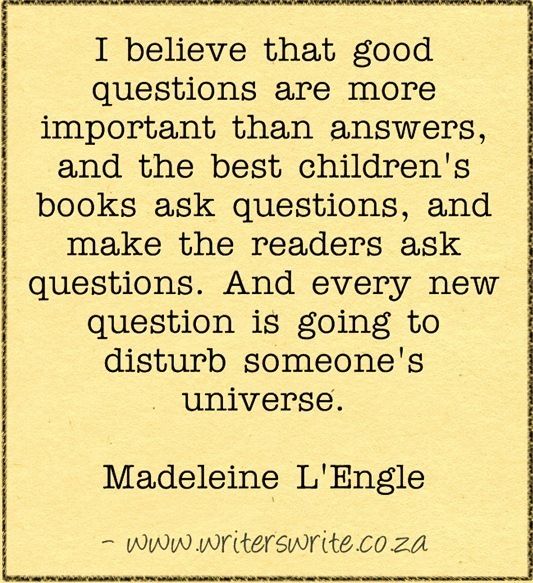 I believe that good
questions are more
important than answers,
and the best children's
books ask questions, and
make the readers ask
questions. And every new
question is going to
disturb someone's
universe.
Madeleine L'Engle
- www.writerswrite.co.za